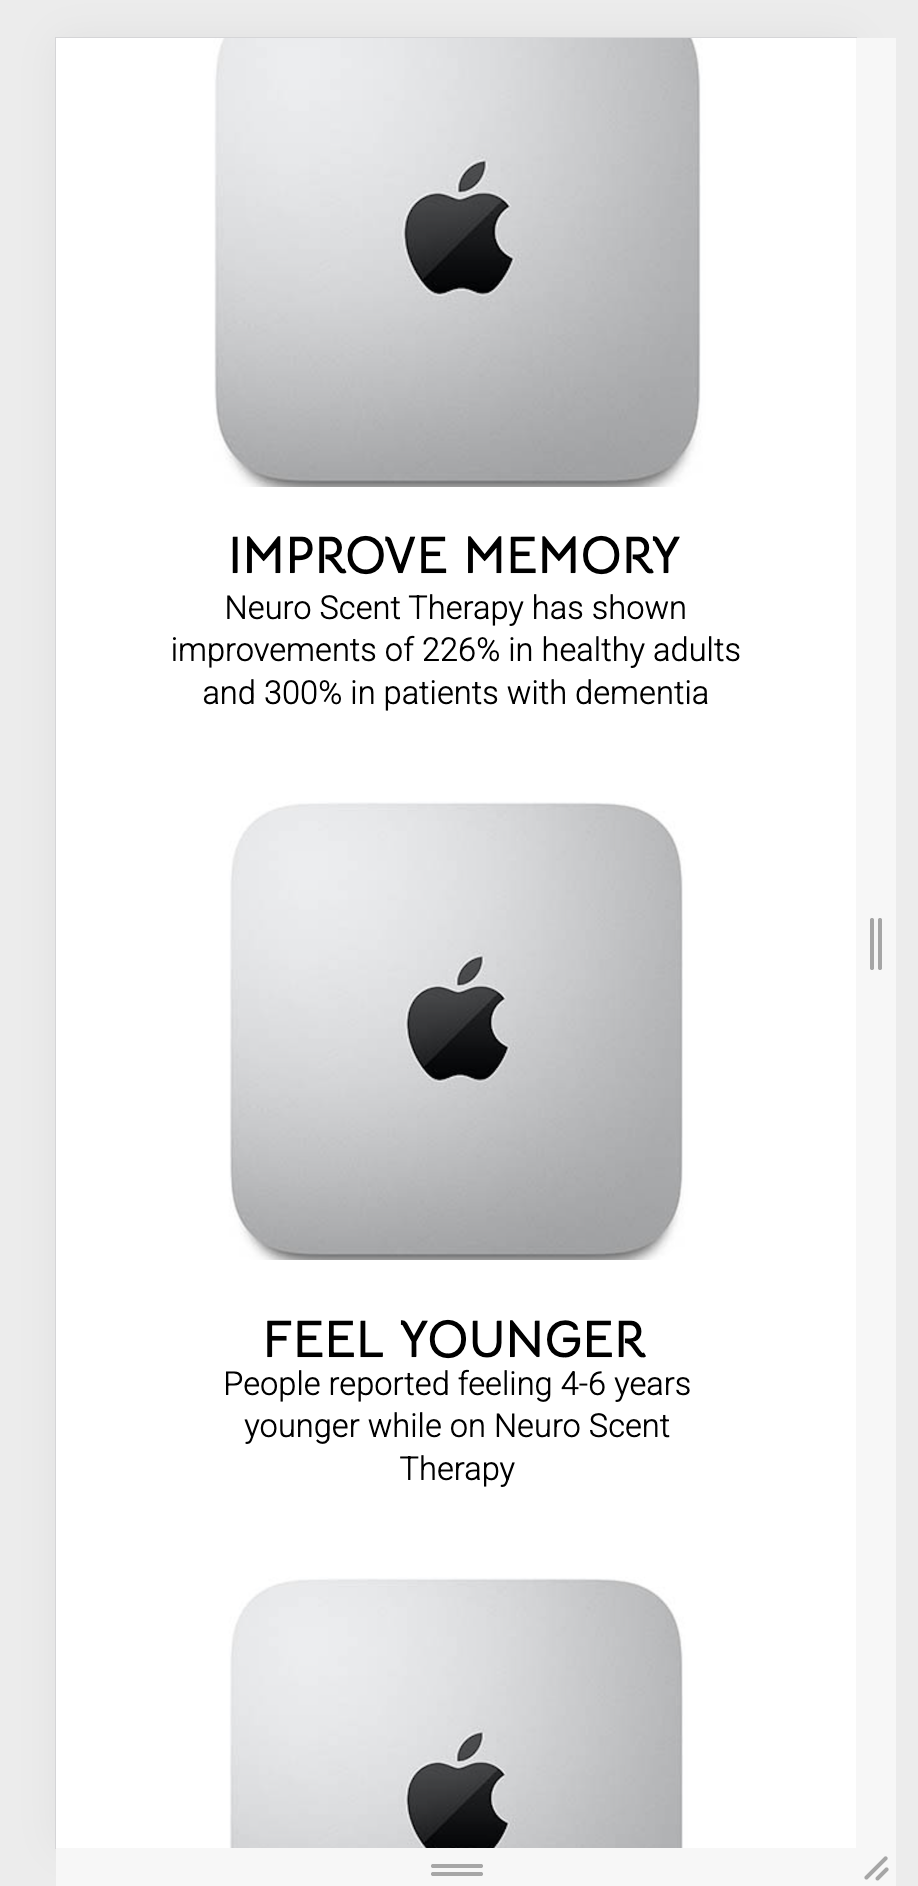 IMPROVE MEMORY
Neuro Scent Therapy has shown
improvements of 226% in healthy adults
and 300% in patients with dementia
FEEL YOUNGER
People reported feeling 4-6 years
younger while on Neuro Scent
Therapy